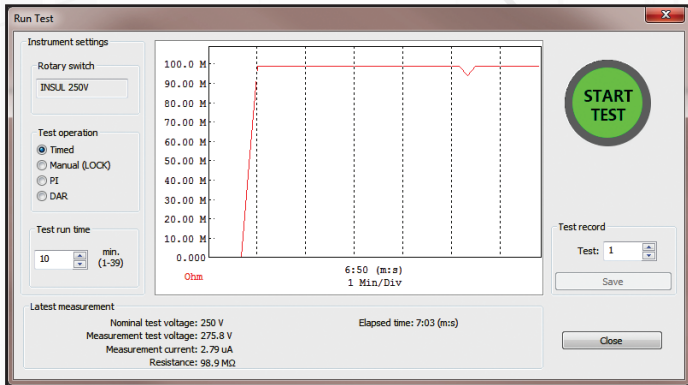 Run Test
Instrument settings
Rotary switch
INSUL 250V
Test operation
Timed
Manual (LOCK)
PI
DAR
Test run time
10
min.
(1-39)
100.0 M
90.00 M
80.00 M
70.00 M
60.00 M
50.00 M
40.00 M
30.00 M
20.00 M
10.00 M
0.000
Ohm
6:50 (m:s)
1 Min/Div
START
TEST
Test record
Test: 1
Save
Latest measurement
Nominal test voltage: 250 V
Elapsed time: 7:03 (m:s)
Measurement test voltage: 275.8 V
Measurement current: 2.79 uA
Resistance: 98.9 MΩ
Close